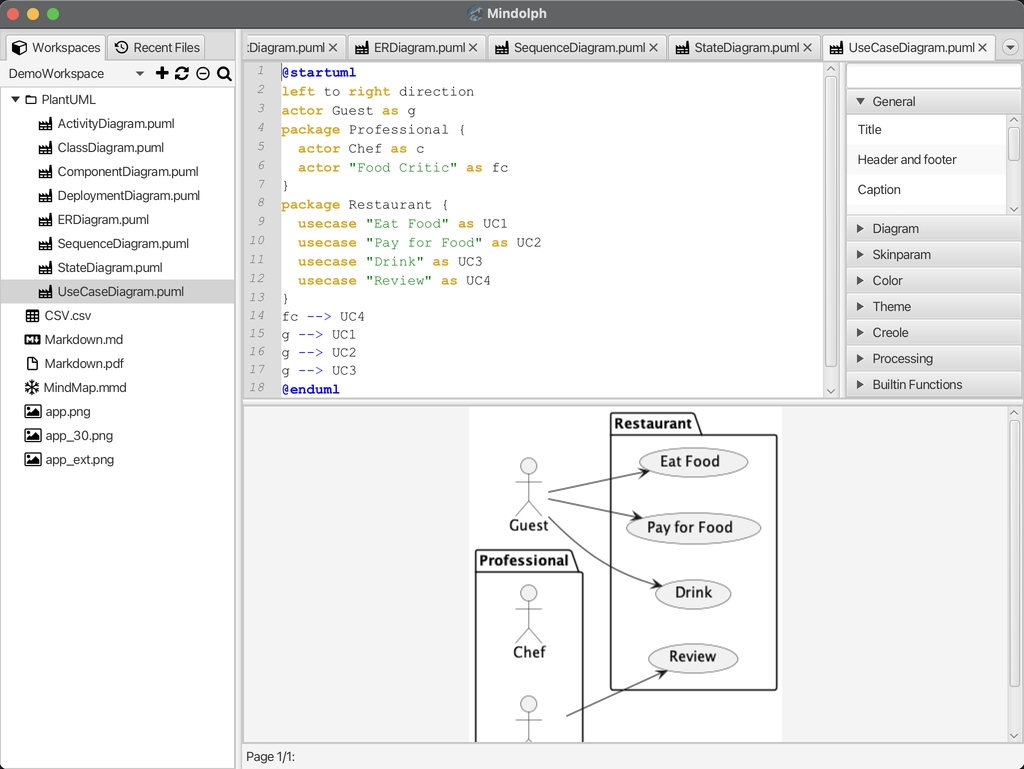 Mindolph
Workspaces
Recent Files
:Diagram.puml
ERDiagram.puml
SequenceDiagram.puml
StateDiagram.puml
UseCaseDiagram.puml
DemoWorkspace
PlantUML
ActivityDiagram.puml
ClassDiagram.puml
ComponentDiagram.puml
DeploymentDiagram.puml
ERDiagram.puml
SequenceDiagram.puml
StateDiagram.puml
UseCaseDiagram.puml
CSV.csv
Markdown.md
Markdown.pdf
MindMap.mmd
app.png
app_30.png
app_ext.png
1 @startuml
2 left to right direction
3 actor Guest as g
4 package Professional {
5 actor Chef as c
6 actor "Food Critic" as fc
7 }
8 package Restaurant {
9 usecase "Eat Food" as UC1
10 usecase "Pay for Food" as UC2
11 usecase "Drink" as UC3
12 usecase "Review" as UC4
13 }
14 fc --> UC4
15 g --> UC1
16 g --> UC2
17 g --> UC3
18 @enduml
General
Title
Header and footer
Caption
Diagram
Skinparam
Color
Theme
Creole
Processing
Builtin Functions
Restaurant
Eat Food
Guest
Pay for Food
Professional
Drink
Chef
Review
Page 1/1: